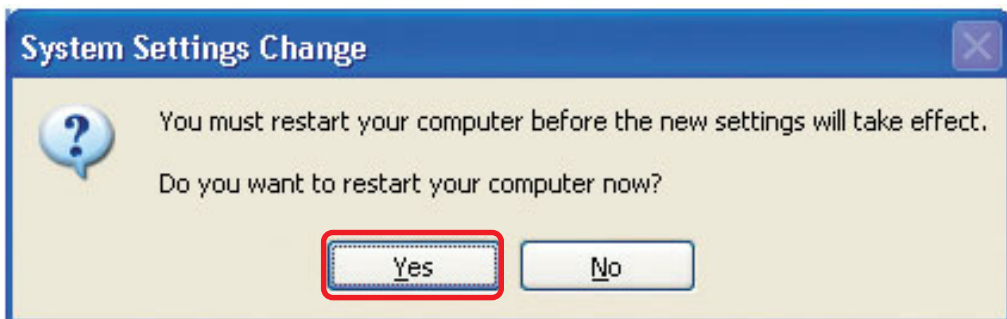 System Settings Change
You must restart your computer before the new settings will take effect.
Do you want to restart your computer now?
Yes No